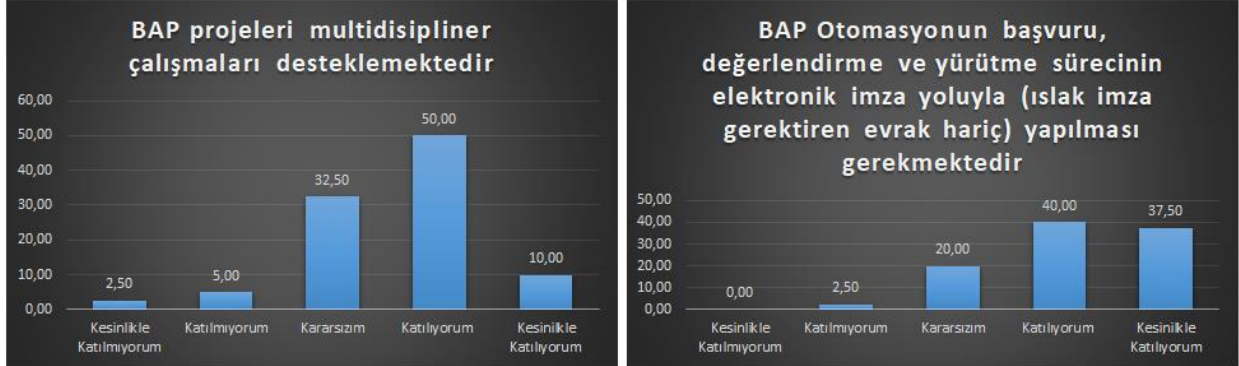 BAP projeleri multidisipliner
çalışmaları desteklemektedir
60,00
50,00
40,00
30,00
20,00
10,00
0,00
2,50
5,00
32,50
50,00
10,00
Kesinlikle
Katılmıyorum
Katılmıyorum
Kararsızım
Katılıyorum
Kesinilkle
Katılıyorum
BAP Otomasyonun başvuru,
değerlendirme ve yürütme sürecinin
elektronik imza yoluyla (ıslak imza
gerektiren evrak hariç) yapılması
gerekmektedir
50,00
40,00
30,00
20,00
10,00
0,00
0,00
2,50
20,00
40,00
37,50
Kesinlikle
Katılmıyorum
Katılmıyorum
Kararsızım
Katılıyorum
Kesinilkle
Katılıyorum